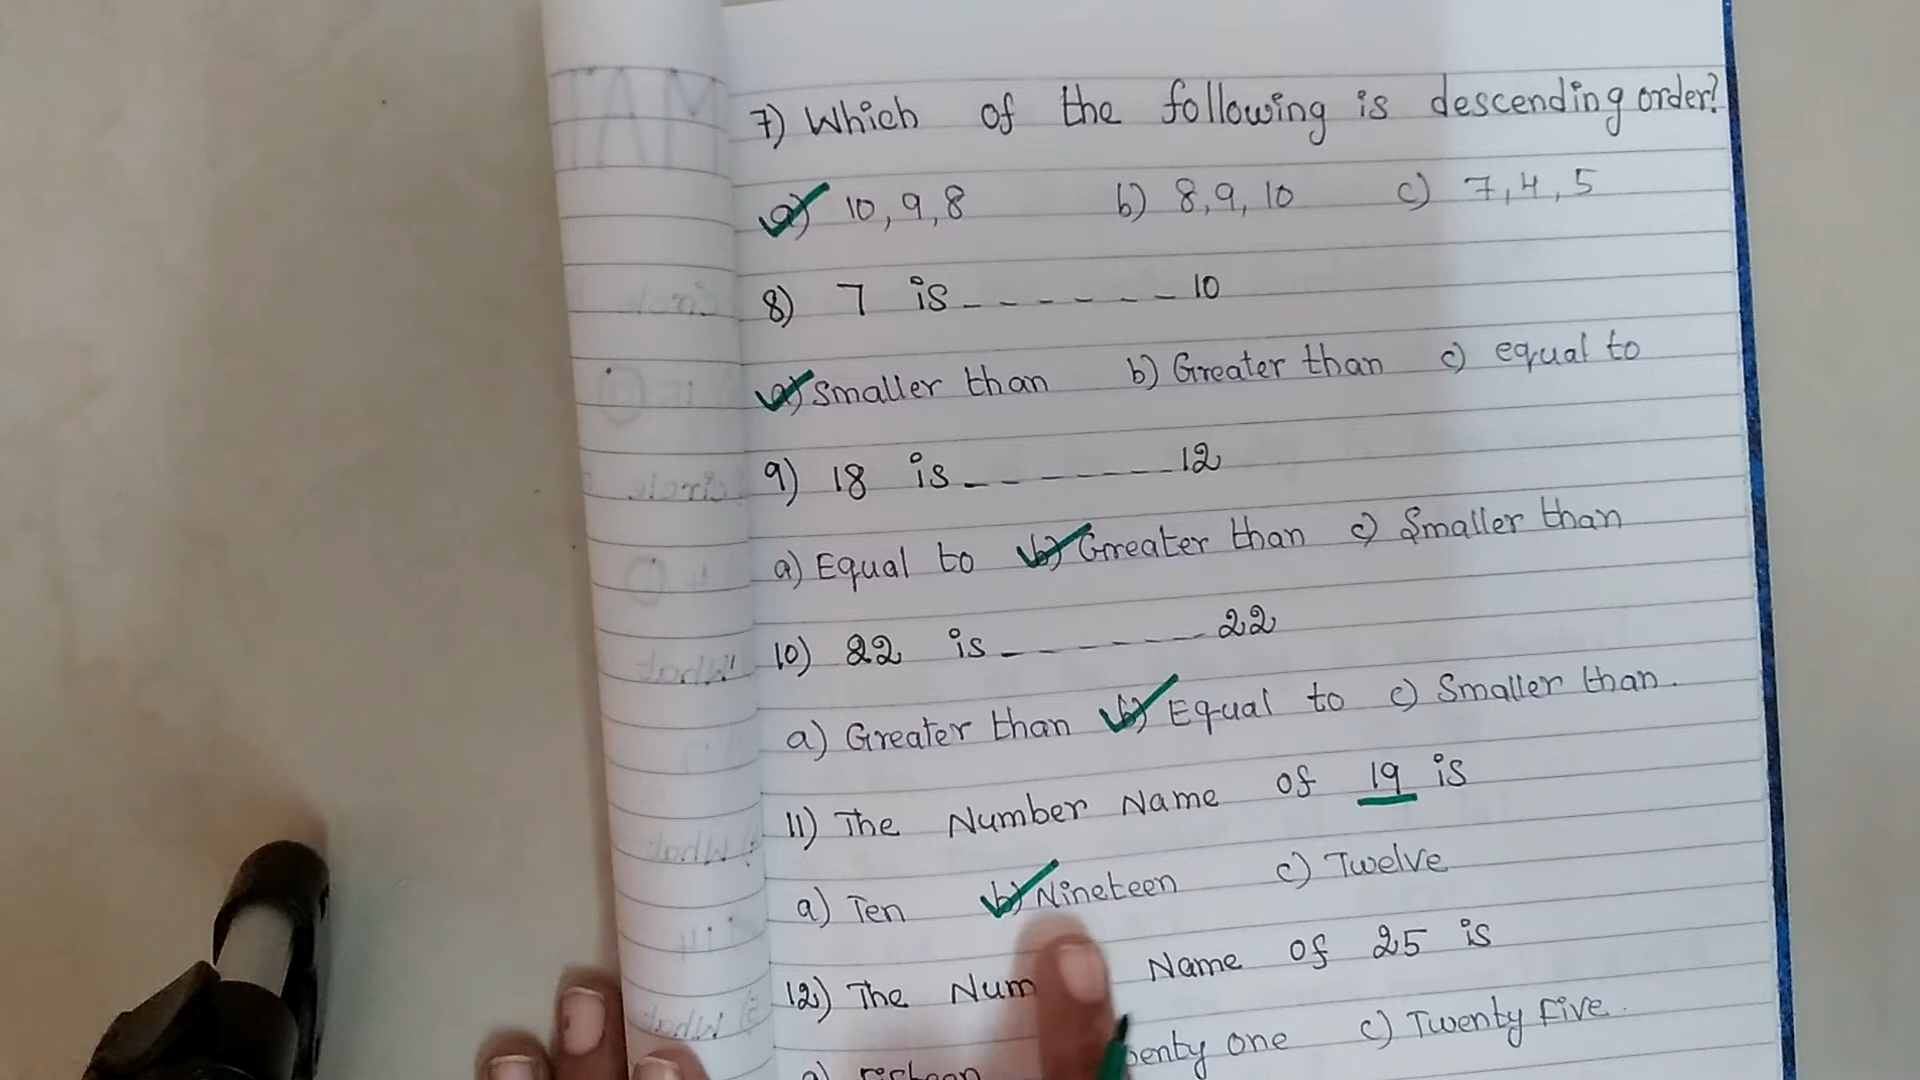 7) Which of the following is descending order?
a) 10, 9, 8 b) 8, 9, 10 c) 7, 4, 5
8) 7 is ------ 10
a) Smaller than b) Greater than c) equal to
9) 18 is ------ 12
a) Equal to b) Greater than c) Smaller than
10) 22 is ------ 22
a) Greater than b) Equal to c) Smaller than.
11) The Number Name of 19 is
a) Ten b) Nineteen c) Twelve
12) The Num Name of 25 is
a) enty one c) Twenty Five.